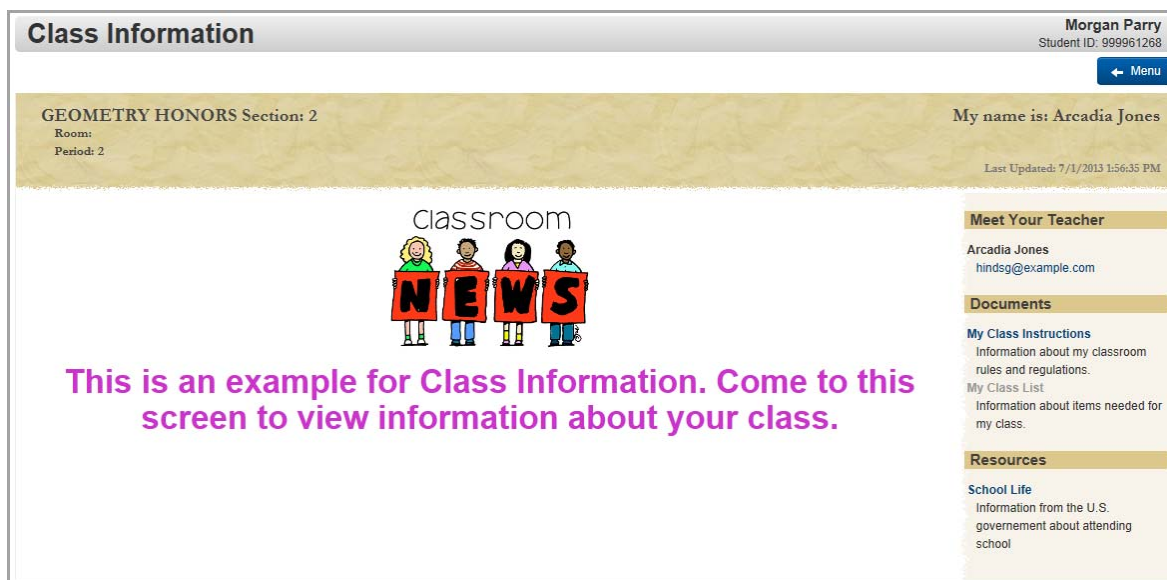 Class Information
Morgan Parry
Student ID: 999961268
Menu
GEOMETRY HONORS Section: 2
Room:
Period: 2
My name is: Arcadia Jones
Last Updated: 7/1/2013 1:56:35 PM
Classroom
NEWS
This is an example for Class Information. Come to this
screen to view information about your class.
Meet Your Teacher
Arcadia Jones
hindsg@example.com
Documents
My Class Instructions
Information about my classroom
rules and regulations.
My Class List
Information about items needed for
my class.
Resources
School Life
Information from the U.S.
governement about attending
school